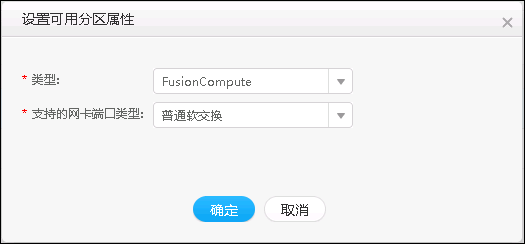 设置可用分区属性
* 类型: FusionCompute
* 支持的网卡端口类型: 普通软交换
确定 取消